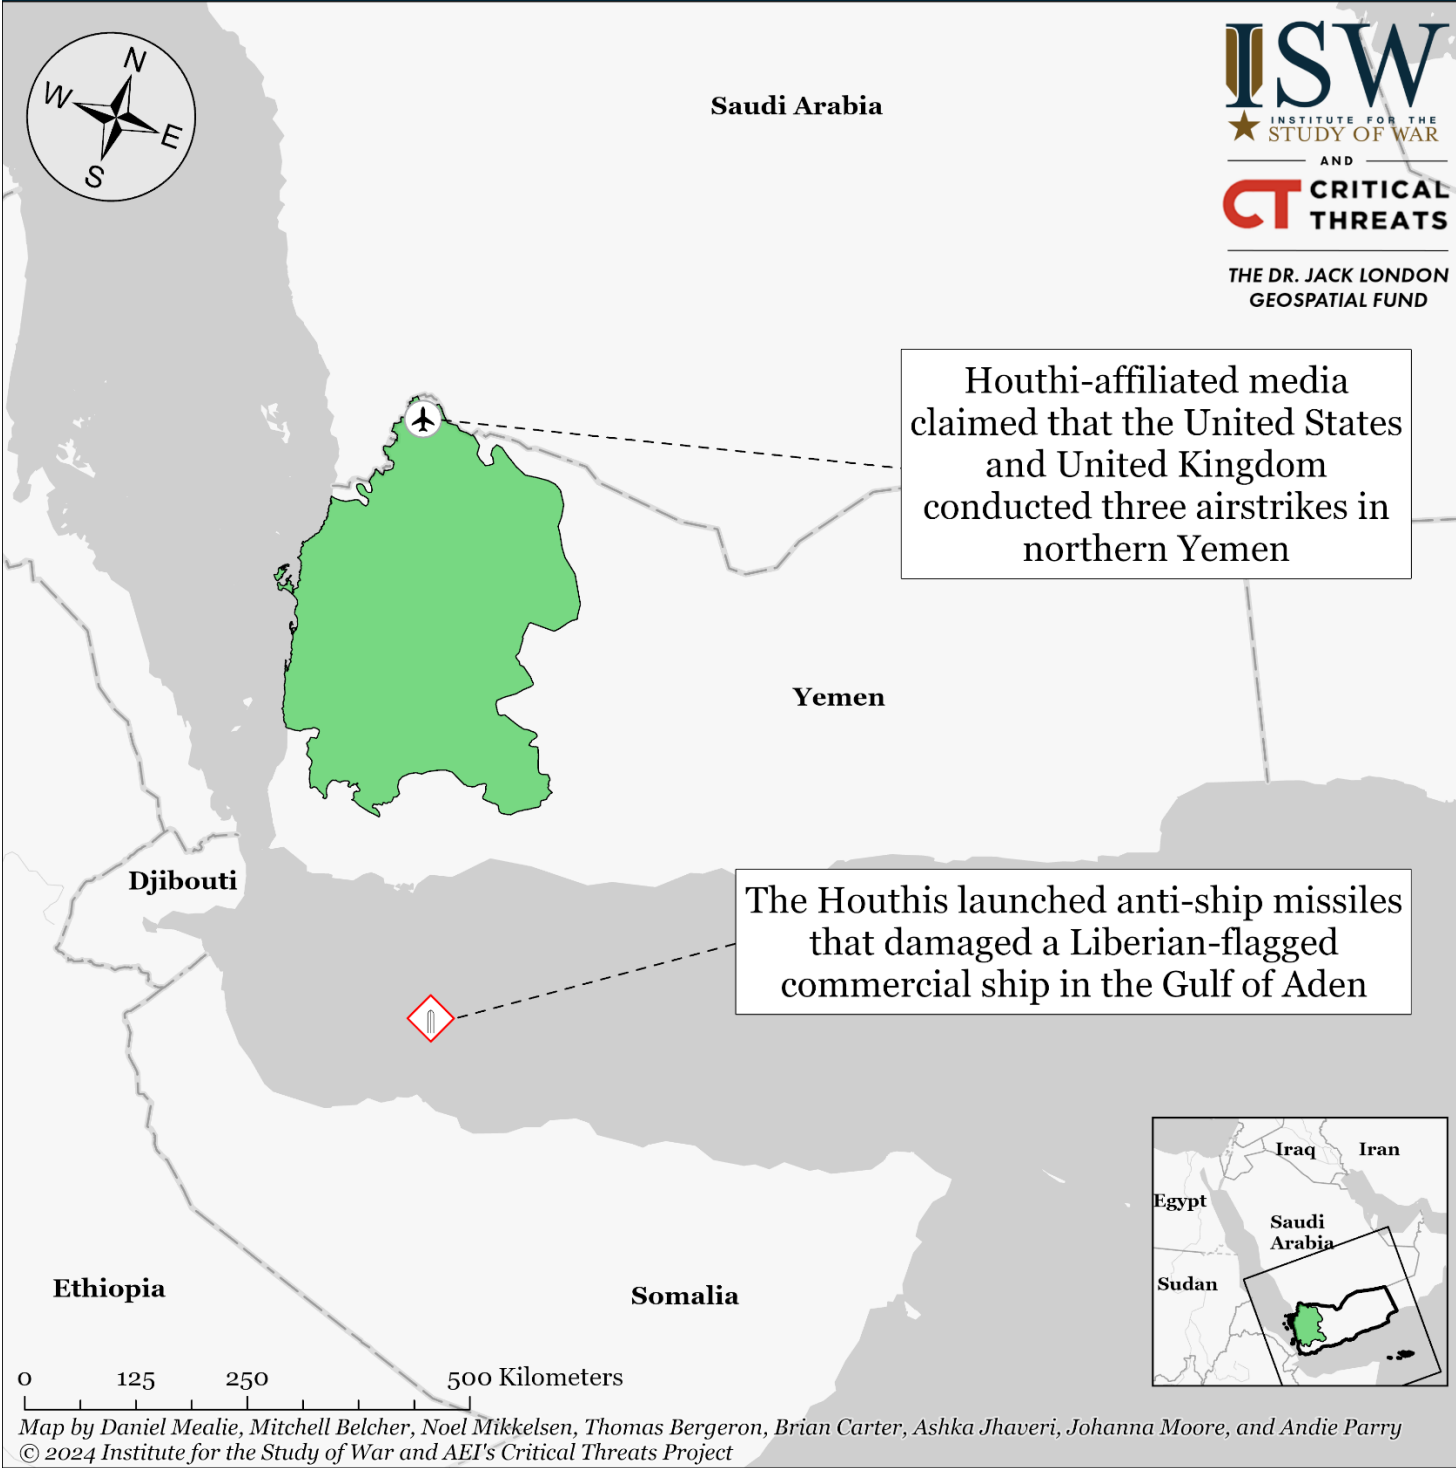 N
W
E
S
Saudi Arabia
ISW
INSTITUTE FOR THE
STUDY OF WAR
AND
CT CRITICAL
THREATS
THE DR. JACK LONDON
GEOSPATIAL FUND
Houthi-affiliated media
claimed that the United States
and United Kingdom
conducted three airstrikes in
northern Yemen
Yemen
Djibouti
The Houthis launched anti-ship missiles
that damaged a Liberian-flagged
commercial ship in the Gulf of Aden
Iraq
Iran
Egypt
Saudi
Arabia
Sudan
Ethiopia
Somalia
0 125 250 500 Kilometers
Map by Daniel Mealie, Mitchell Belcher, Noel Mikkelsen, Thomas Bergeron, Brian Carter, Ashka Jhaveri, Johanna Moore, and Andie Parry
© 2024 Institute for the Study of War and AEI's Critical Threats Project